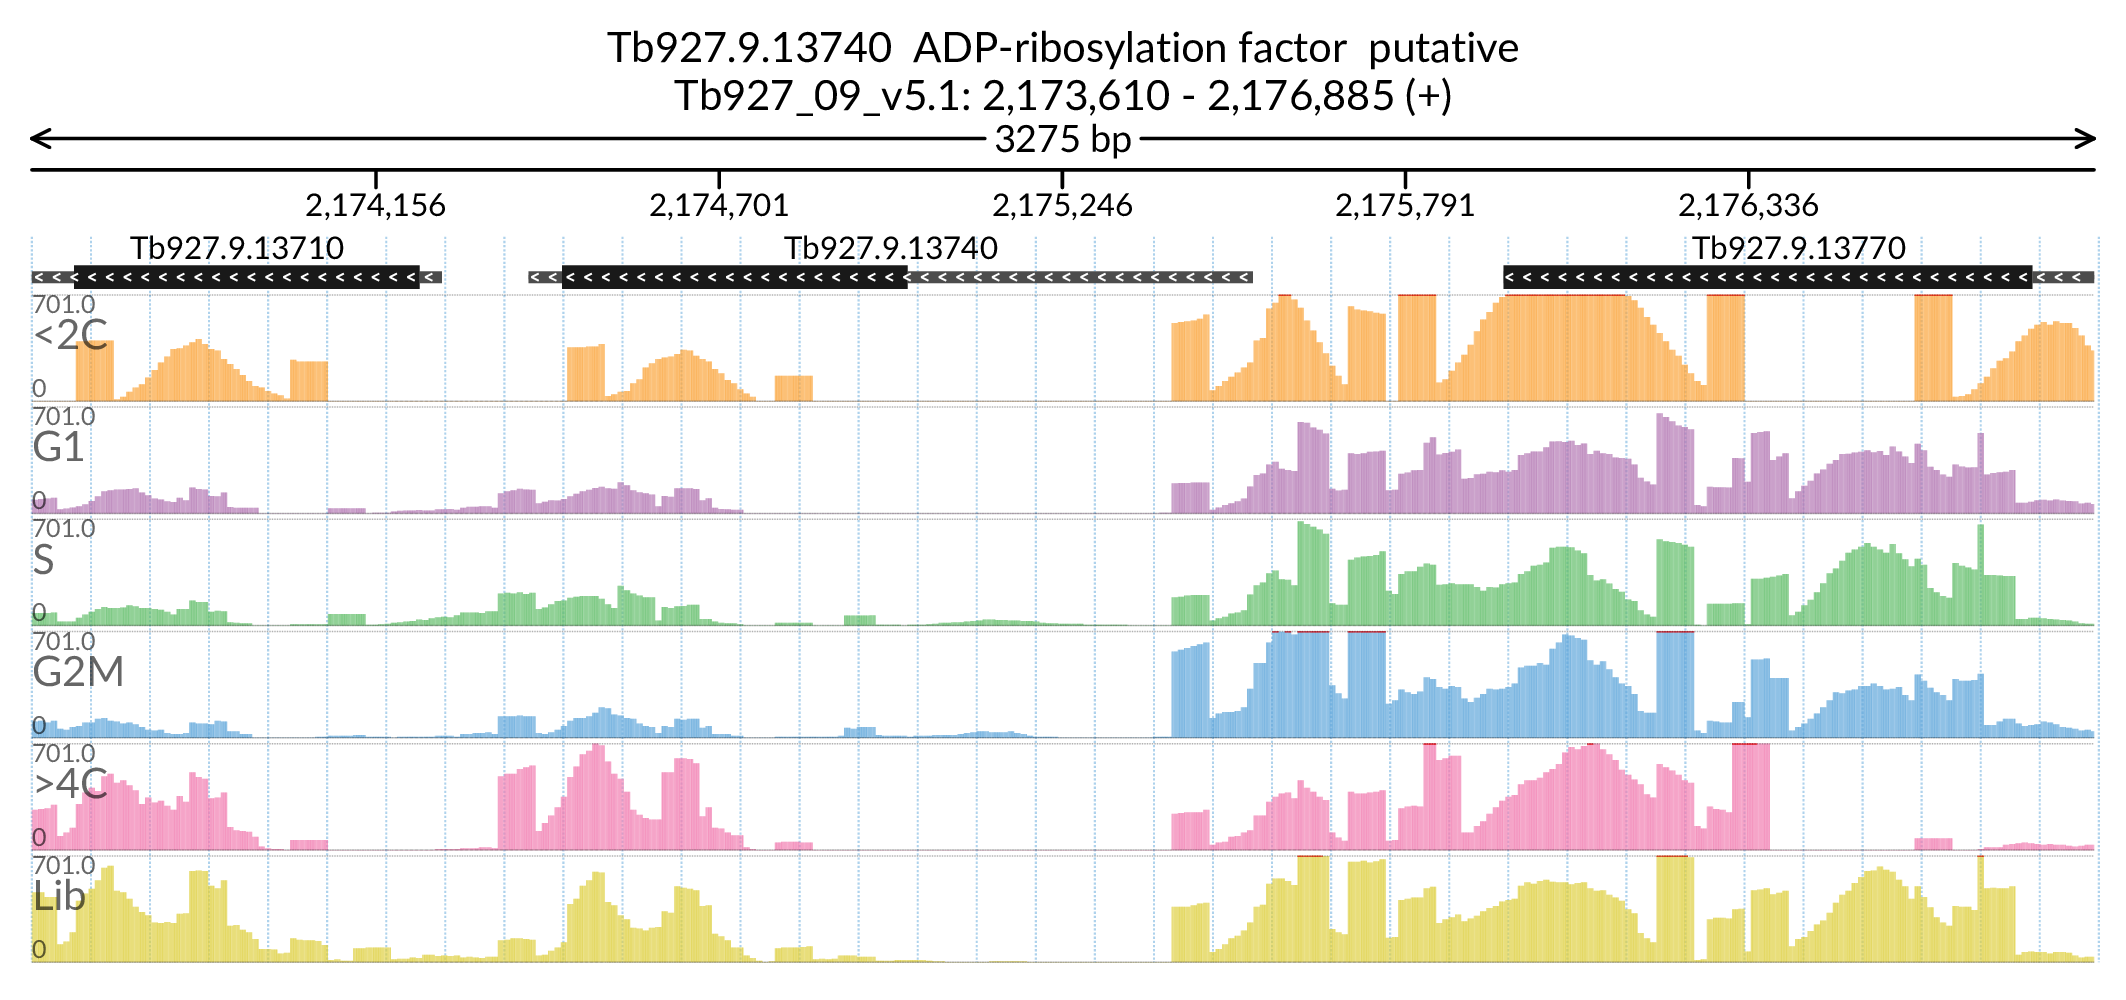 Tb927.9.13740  ADP-ribosylation factor  putative
Tb927_09_v5.1: 2,173,610 - 2,176,885 (+)
3275 bp
2,174,156 2,174,701 2,175,246 2,175,791 2,176,336
Tb927.9.13710 Tb927.9.13740 Tb927.9.13770
701.0
<2C
0
701.0
G1
0
701.0
S
0
701.0
G2M
0
701.0
>4C
0
701.0
Lib
0